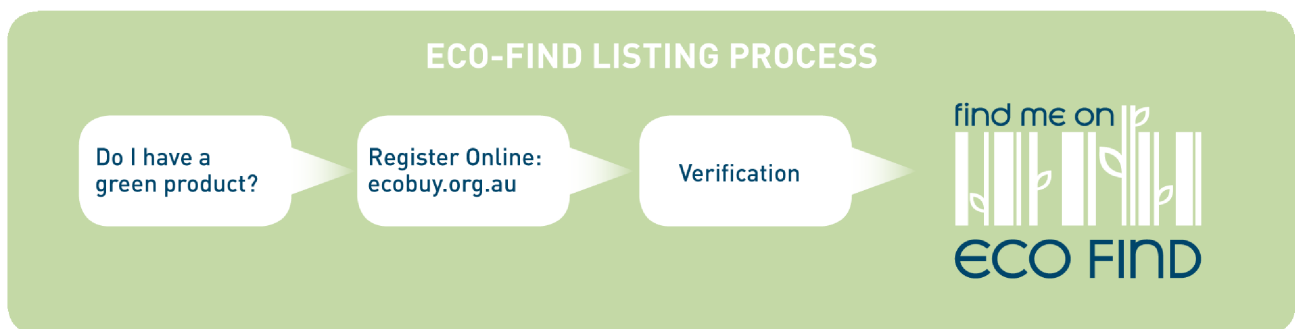 ECO-FIND LISTING PROCESS
Do I have a
green product?
Register Online:
ecobuy.org.au
Verification
find me on
ECO FIND